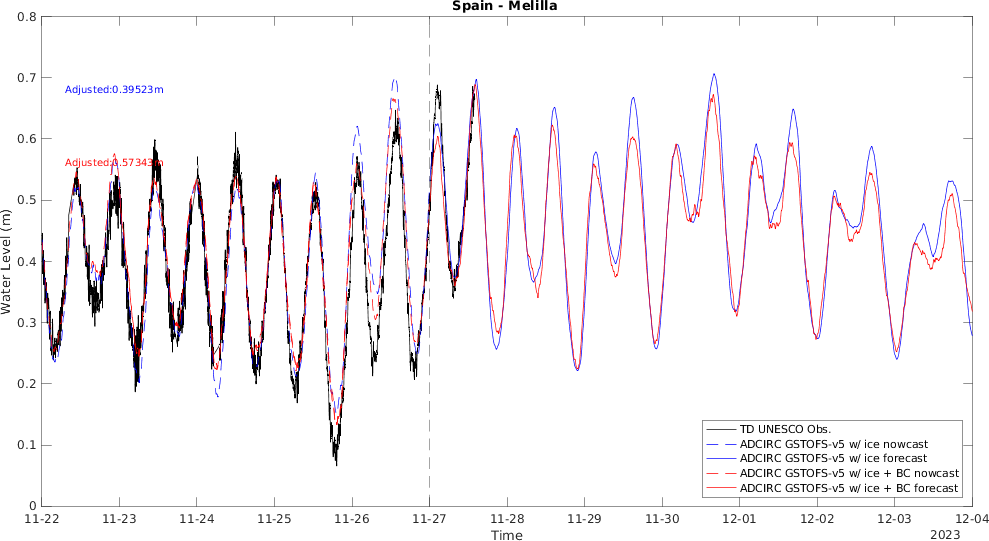 Spain - Melilla
0.8
0.7
0.6
0.5
0.4
0.3
0.2
0.1
0
Water Level (m)
Adjusted:0.39523m
Adjusted:0.57343m
TD UNESCO Obs.
ADCIRC GSTOFS-v5 w/ ice nowcast
ADCIRC GSTOFS-v5 w/ ice forecast
ADCIRC GSTOFS-v5 w/ ice + BC nowcast
ADCIRC GSTOFS-v5 w/ ice + BC forecast
11-22 11-23 11-24 11-25 11-26 11-27 11-28 11-29 11-30 12-01 12-02 12-03 12-04
Time
2023